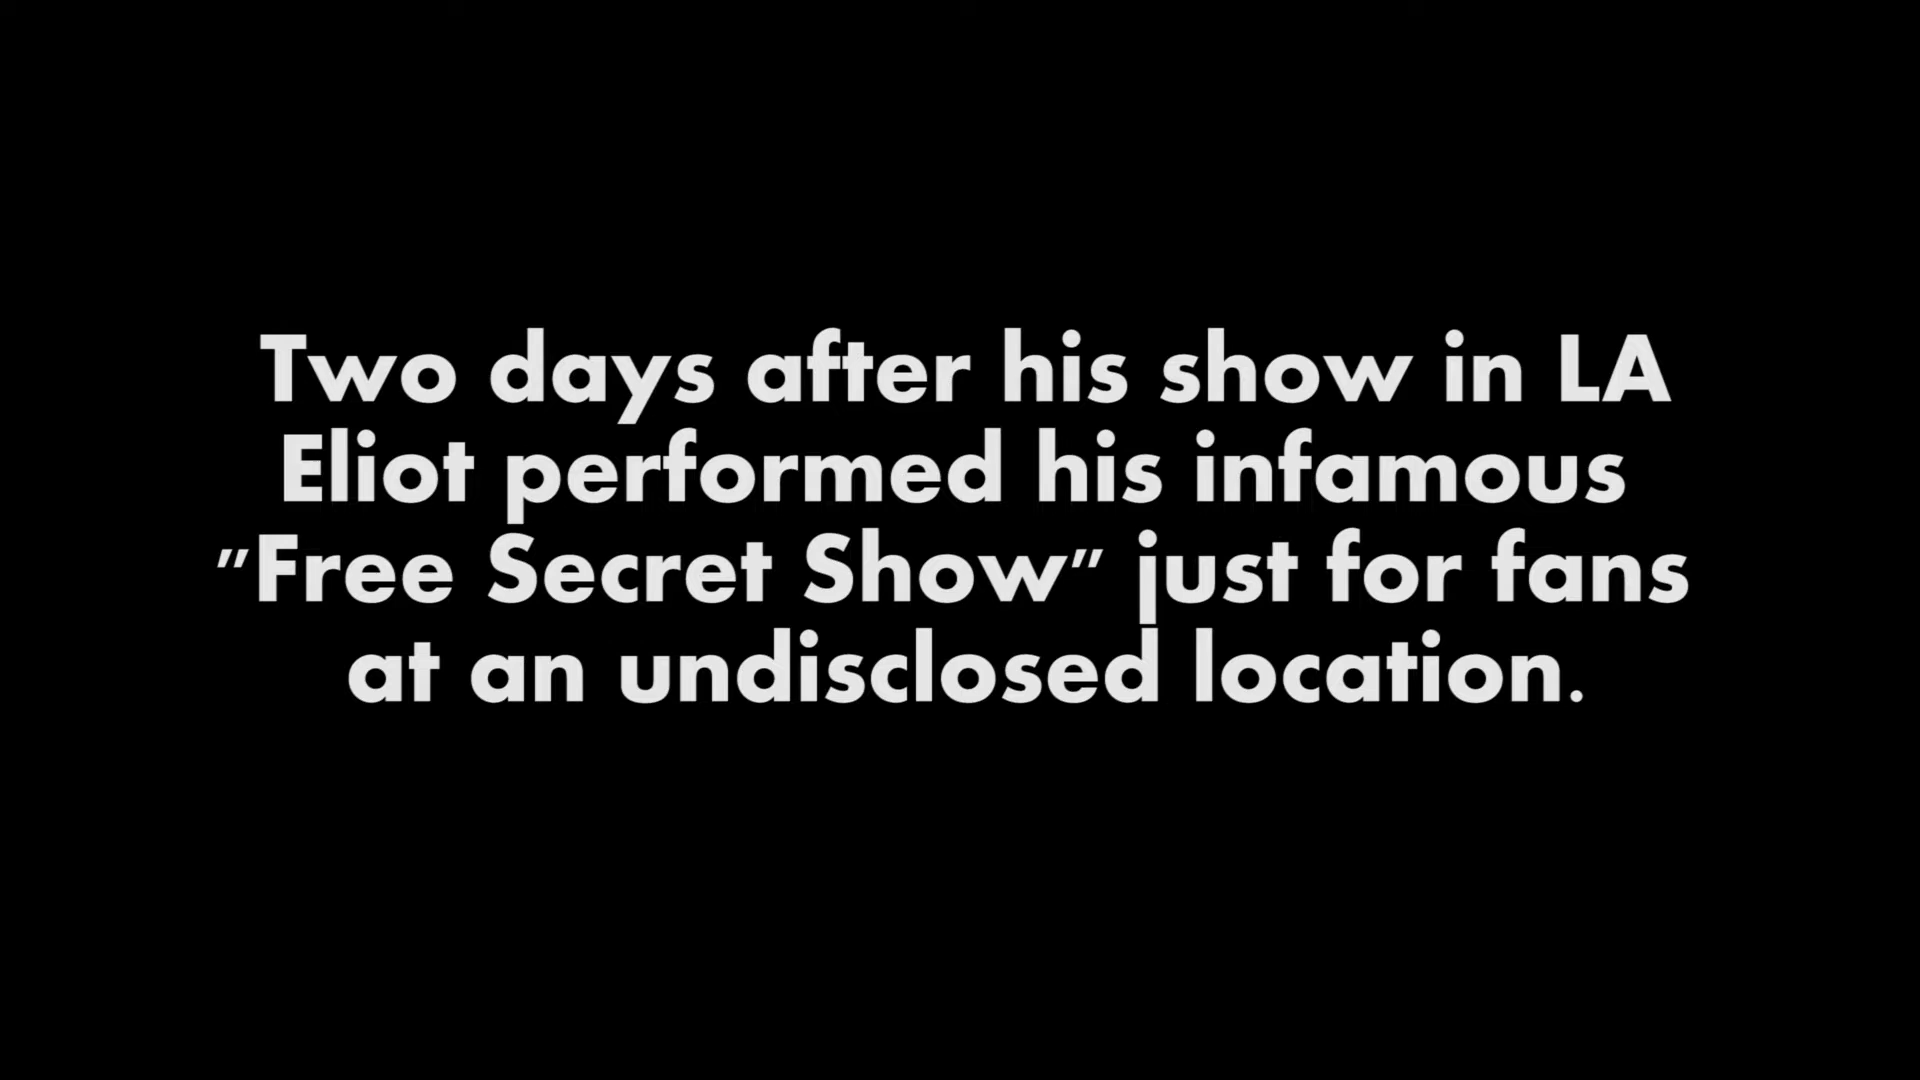 Two days after his show in LA
Eliot performed his infamous
"Free Secret Show" just for fans
at an undisclosed location.